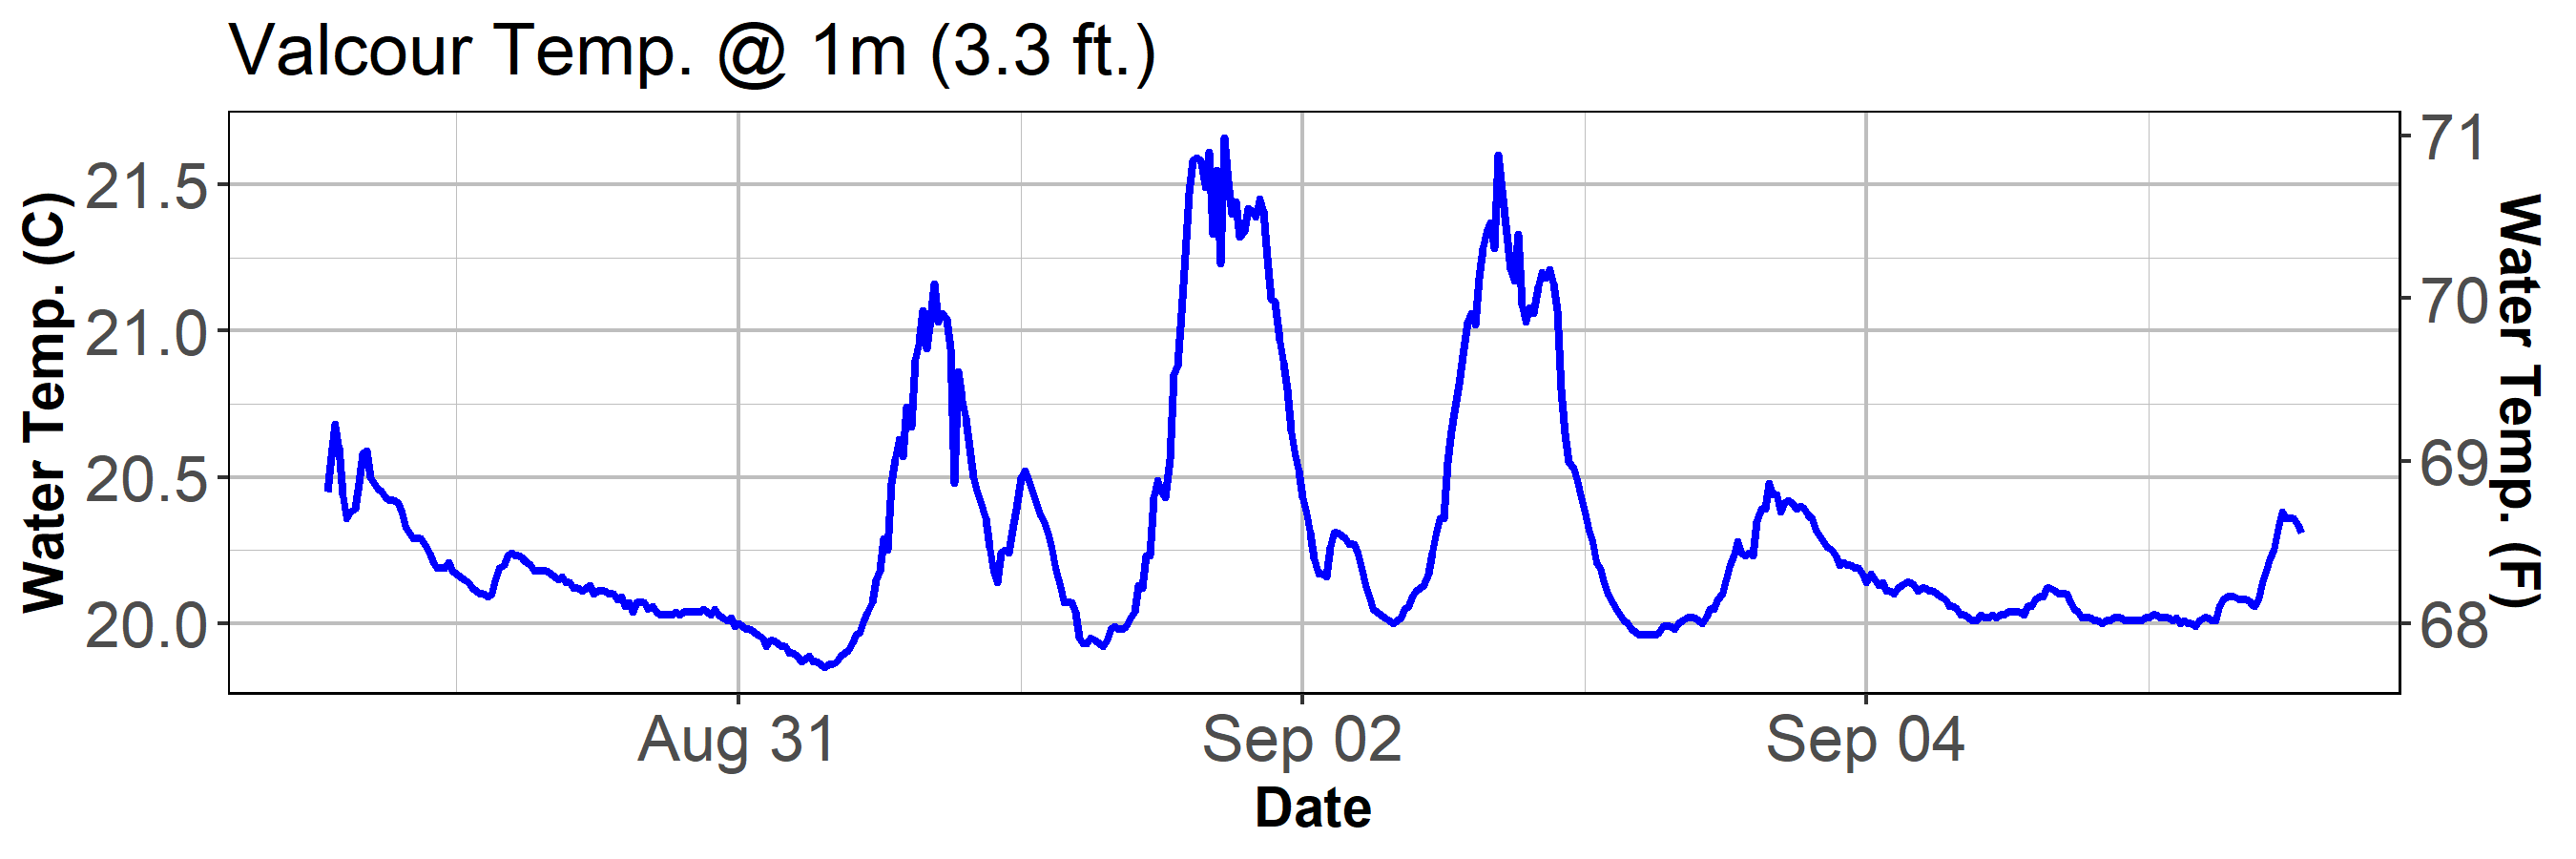 Valcour Temp. @ 1m (3.3 ft.)
Water Temp. (C)
21.5
21.0
20.5
20.0
71
70
69
68
Water Temp. (F)
Aug 31
Sep 02
Sep 04
Date